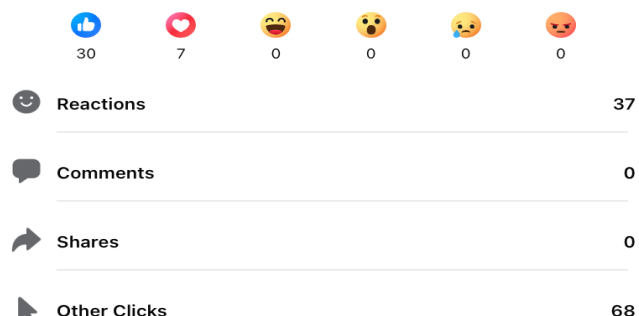 30 7 0 0 0 0
Reactions 37
Comments 0
Shares 0
Other Clicks 68